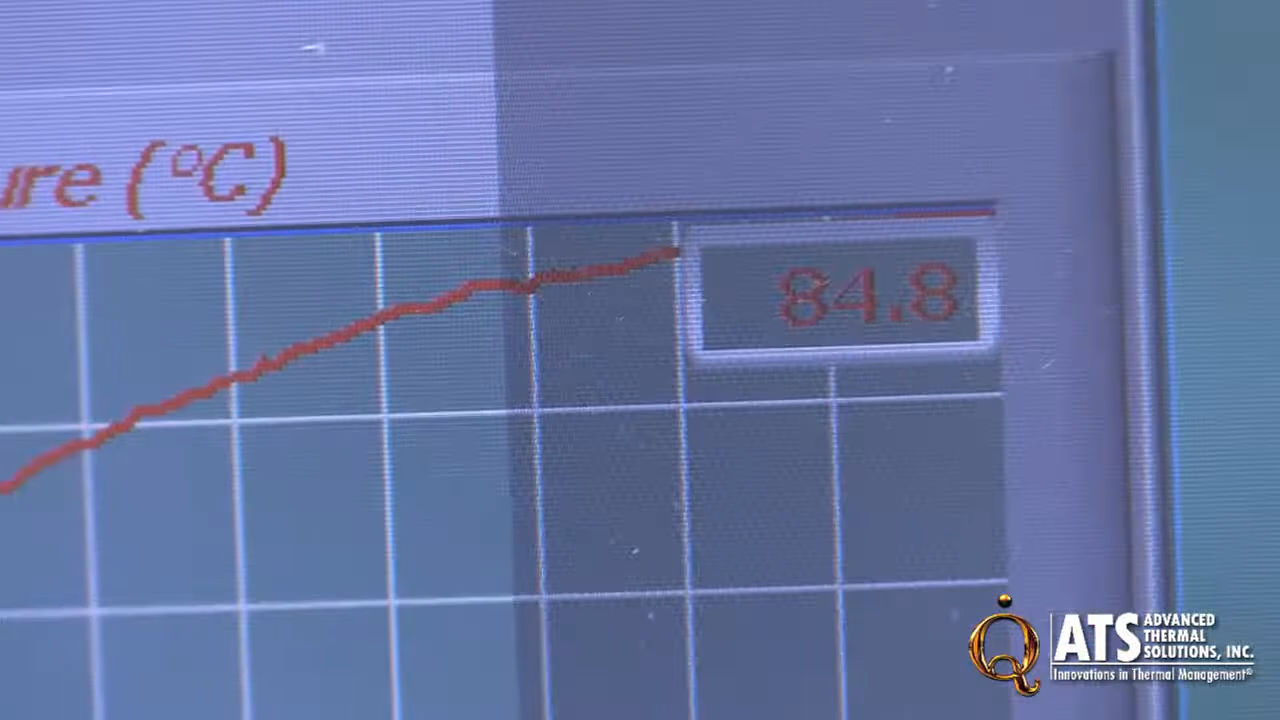 ure (°C)
84.8
ATS ADVANCED
THERMAL
SOLUTIONS, INC.
Innovations in Thermal Management®